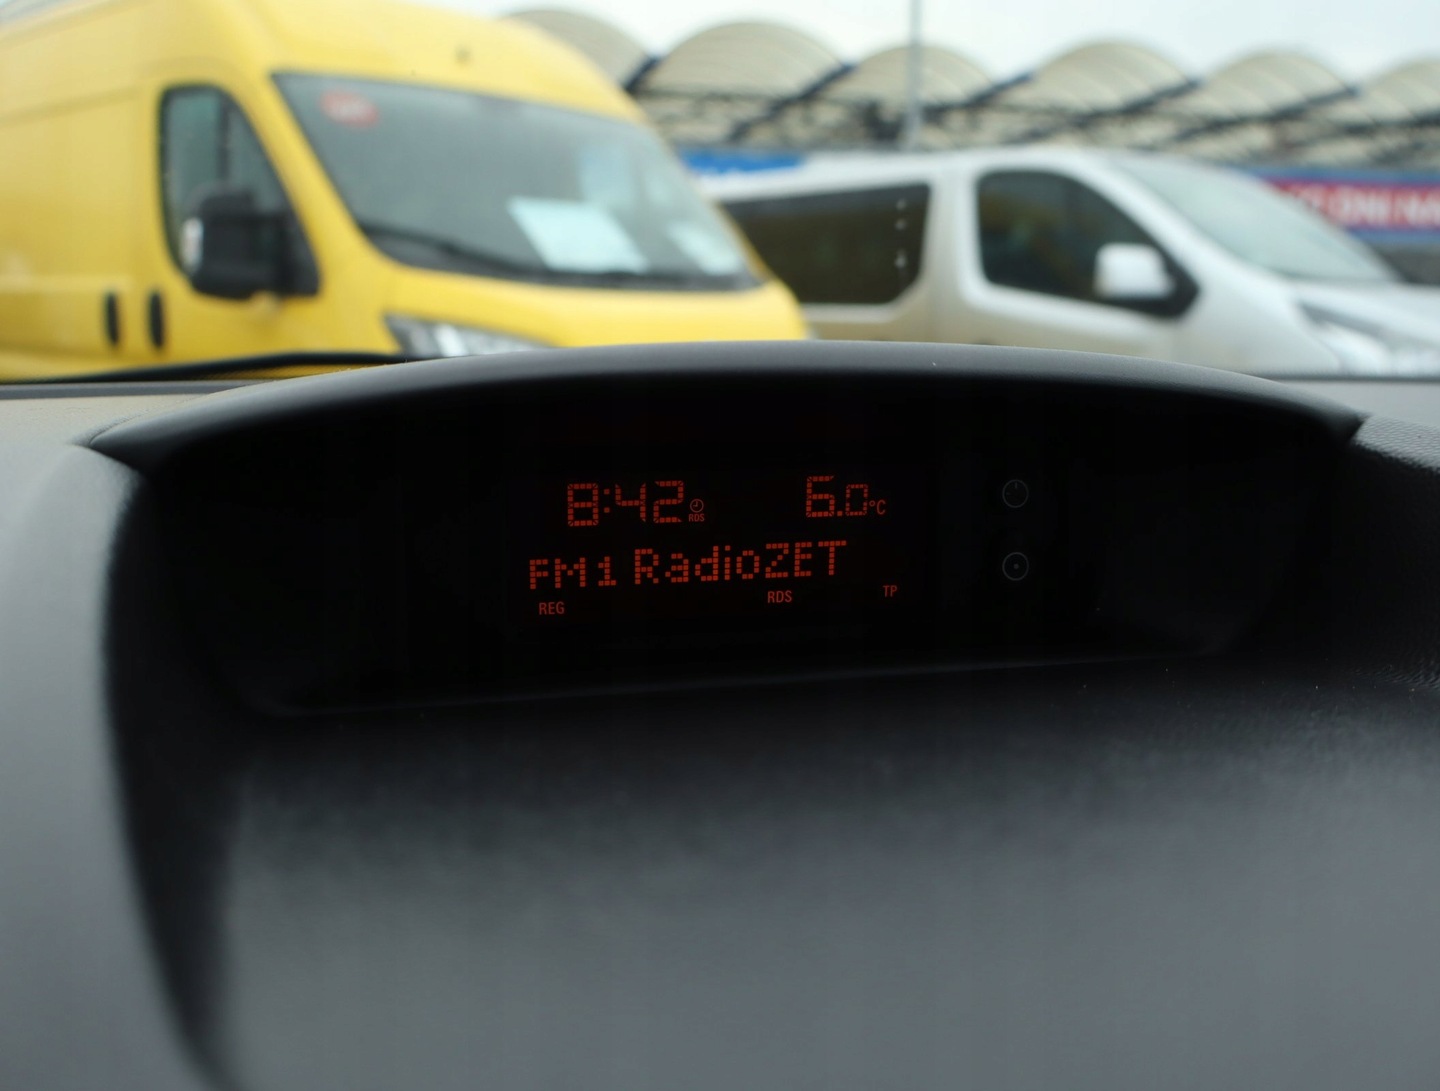 8:42 RDS 6.0°C
FM1 RadioZET
REG RDS TP